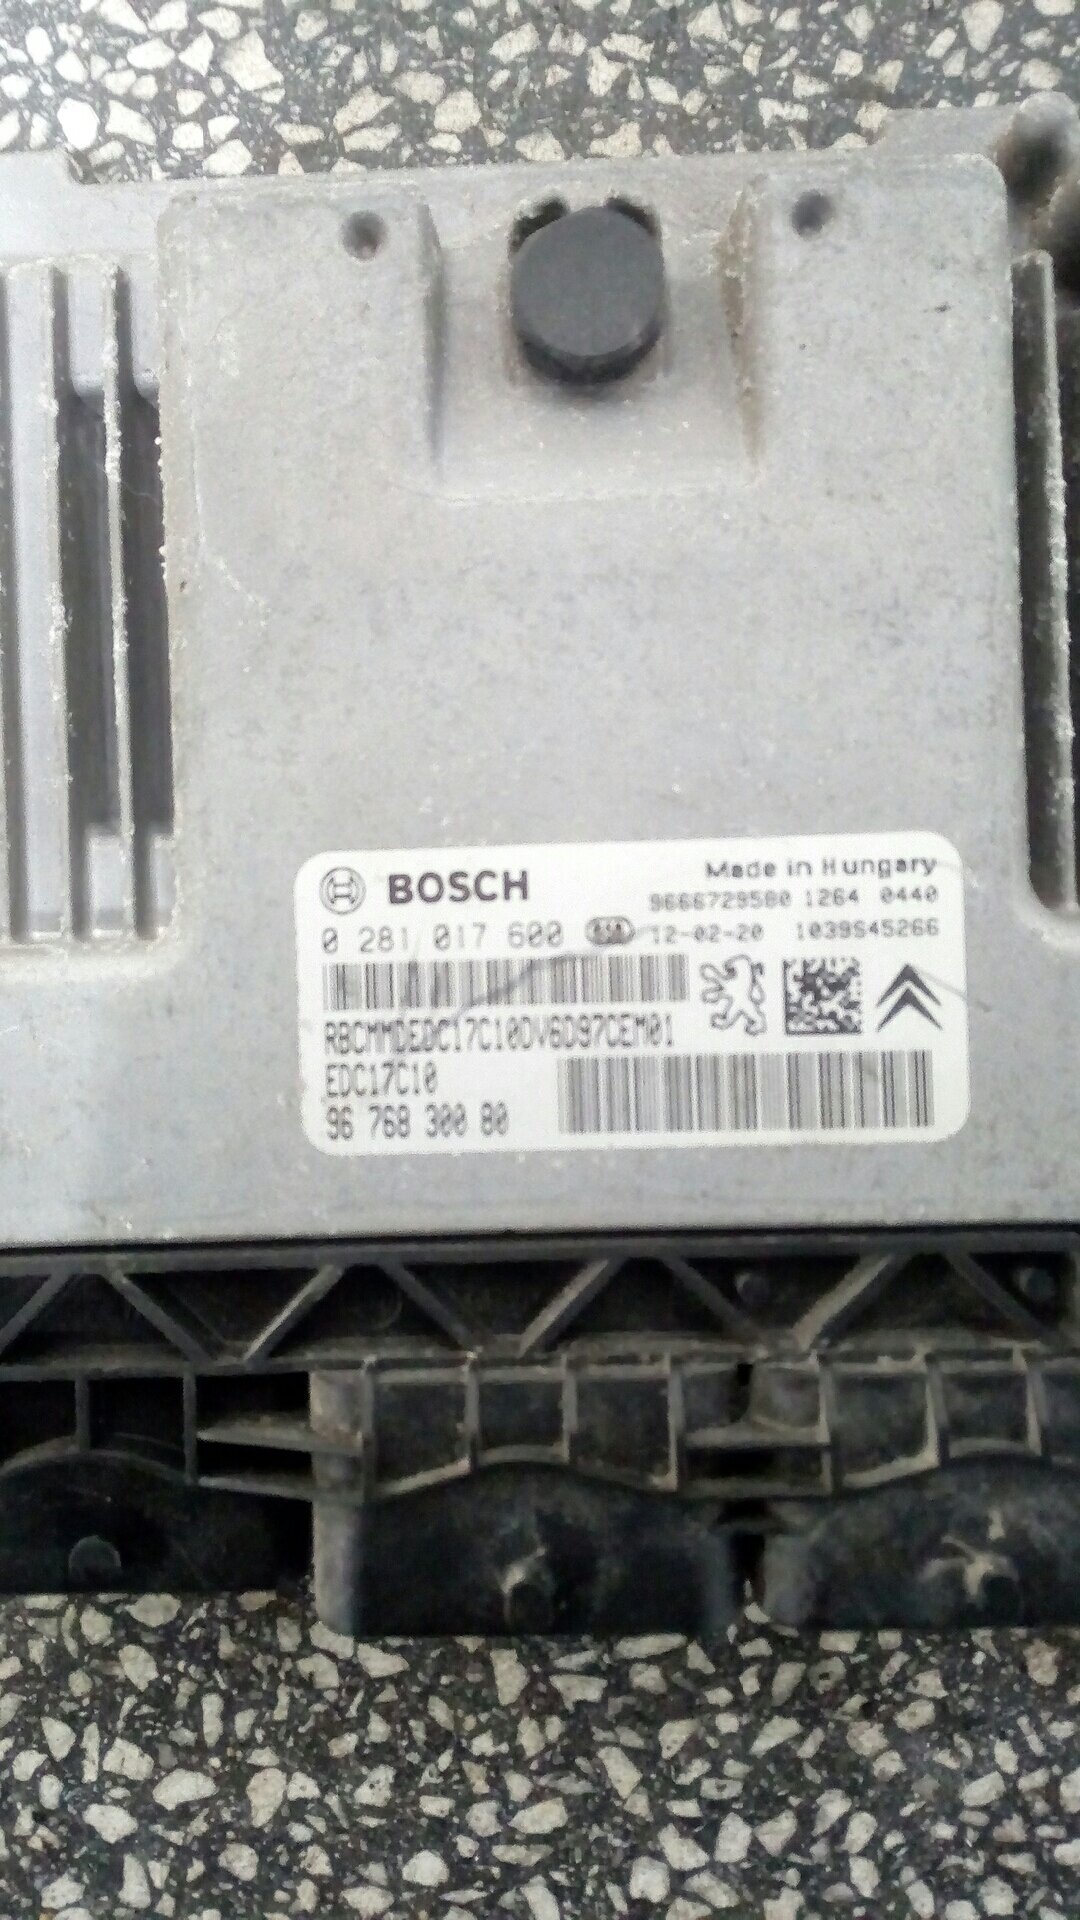 BOSCH
Made in Hungary
9666729580 1264 0440
0 281 017 600 12-02-20 1039S45266
RBCMMDEDC17C10DV6D97CEM01
EDC17C10
96 768 300 80